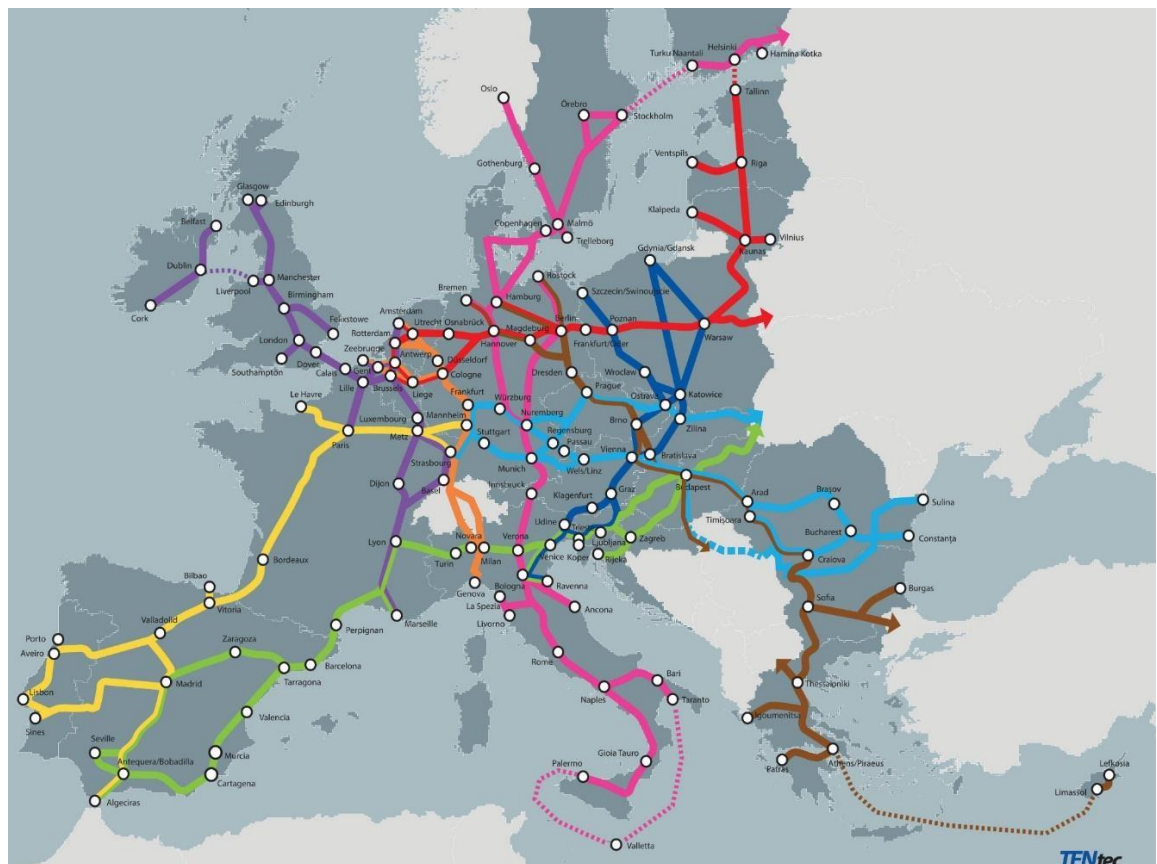 Turku Naantali
Helsinki
Hamina Kotka
Oslo
Örebro
Stockholm
Tallinn
Gothenburg
Ventspils
Riga
Glasgow
Edinburgh
Klaipeda
Belfast
Copenhagen
Malmö
Trelleborg
Kaunas
Vilnius
Gdynia/Gdansk
Dublin
Liverpool
Manchester
Rostock
Szczecin/Swinoujscie
Cork
Birmingham
Bremen
Hamburg
Amsterdam
Felixstowe
Utrecht
Osnabrück
Magdeburg
Berlin
Poznan
Warsaw
London
Rotterdam
Hannover
Frankfurt/Oder
Zeebrugge
Antwerp
Düsseldorf
Southampton
Dover
Calais
Gent
Cologne
Dresden
Wroclaw
Lille
Brussels
Liege
Frankfurt
Prague
Ostrava
Katowice
Le Havre
Luxembourg
Mannheim
Würzburg
Nuremberg
Paris
Metz
Stuttgart
Regensburg
Brno
Zilina
Passau
Strasbourg
Munich
Wels/Linz
Vienna
Bratislava
Dijon
Basel
Innsbruck
Klagenfurt
Graz
Budapest
Arad
Braşov
Sulina
Timişoara
Udine
Trieste
Bucharest
Constanţa
Lyon
Novara
Verona
Ljubljana
Zagreb
Turin
Milan
Venice
Koper
Rijeka
Craiova
Bordeaux
Bologna
Ravenna
Genova
Bilbao
La Spezia
Ancona
Sofia
Burgas
Vitoria
Marseille
Livorno
Valladolid
Perpignan
Porto
Zaragoza
Aveiro
Rome
Barcelona
Bari
Madrid
Tarragona
Naples
Taranto
Thessaloniki
Lisbon
Valencia
Igoumenitsa
Sines
Seville
Murcia
Gioia Tauro
Antequera/Bobadilla
Palermo
Patras
Athens/Piraeus
Lefkosia
Cartagena
Limassol
Algeciras
Valletta
TENtec